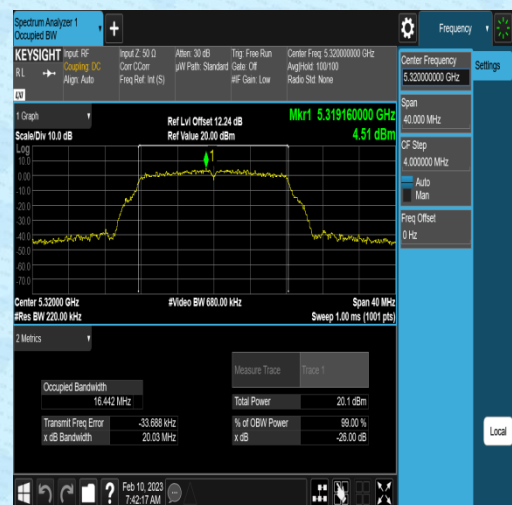 Spectrum Analyzer 1
Occupied BW
Frequency
KEYSIGHT
RL
LXI
Input: RF
Coupling: DC
Align: Auto
Input Z: 50 Ω
Corr CCorr
Freq Ref: Int (S)
Atten: 30 dB
µW Path: Standard
Trig: Free Run
Gate: Off
#IF Gain: Low
Center Freq: 5.320000000 GHz
Avg|Hold: 100/100
Radio Std: None
Center Frequency
5.320000000 GHz
Settings
Span
40.000 MHz
CF Step
4.000000 MHz
Auto
Man
Freq Offset
0 Hz
Local
1 Graph
Scale/Div 10.0 dB
Ref Lvl Offset 12.24 dB
Ref Value 20.00 dBm
Mkr1 5.319160000 GHz
4.51 dBm
Log
10.0
0.00
-10.0
-20.0
-30.0
-40.0
-50.0
-60.0
-70.0
1
Center 5.32000 GHz
#Res BW 220.00 kHz
#Video BW 680.00 kHz
Span 40 MHz
Sweep 1.00 ms (1001 pts)
2 Metrics
Measure Trace
Trace 1
Occupied Bandwidth
16.442 MHz
Total Power
20.1 dBm
Transmit Freq Error
-33.688 kHz
% of OBW Power
99.00 %
x dB Bandwidth
20.03 MHz
x dB
-26.00 dB
Feb 10, 2023
7:42:17 AM